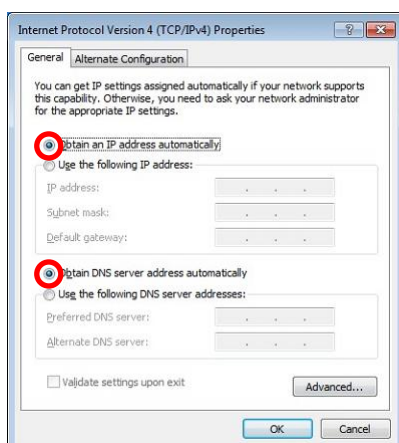 Internet Protocol Version 4 (TCP/IPv4) Properties
General
Alternate Configuration
You can get IP settings assigned automatically if your network supports
this capability. Otherwise, you need to ask your network administrator
for the appropriate IP settings.
Obtain an IP address automatically
Use the following IP address:
IP address:
Subnet mask:
Default gateway:
Obtain DNS server address automatically
Use the following DNS server addresses:
Preferred DNS server:
Alternate DNS server:
Validate settings upon exit
Advanced...
OK
Cancel